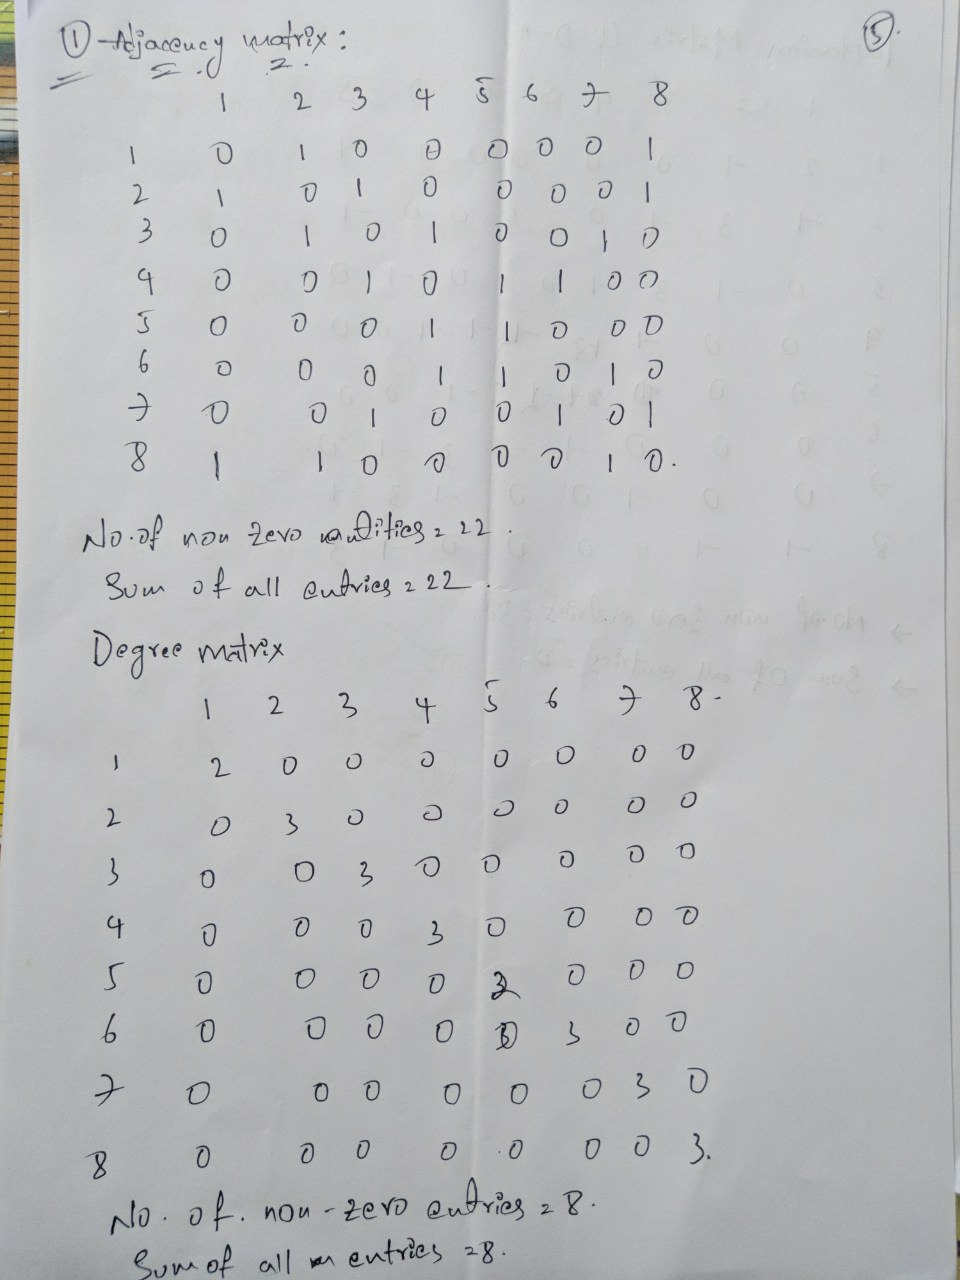 ① Adjacency matrix :
⑤.
1 2 3 4 5 6 7 8
1 0 1 0 0 0 0 0 1
2 1 0 1 0 0 0 0 1
3 0 1 0 1 0 0 1 0
4 0 0 1 0 1 1 0 0
5 0 0 0 1 1 0 0 0
6 0 0 0 1 1 0 1 0
7 0 0 1 0 0 1 0 1
8 1 1 0 0 0 0 1 0.
No. of non zero = 22.
Sum of all entries = 22.
Degree matrix
1 2 3 4 5 6 7 8-
1 2 0 0 0 0 0 0 0
2 0 3 0 0 0 0 0 0
3 0 0 3 0 0 0 0 0
4 0 0 0 3 0 0 0 0
5 0 0 0 0 2 0 0 0
6 0 0 0 0 0 3 0 0
7 0 0 0 0 0 0 3 0
8 0 0 0 0 0 0 0 3.
No. of. non-zero entries = 8.
Sum of all entries = 8.